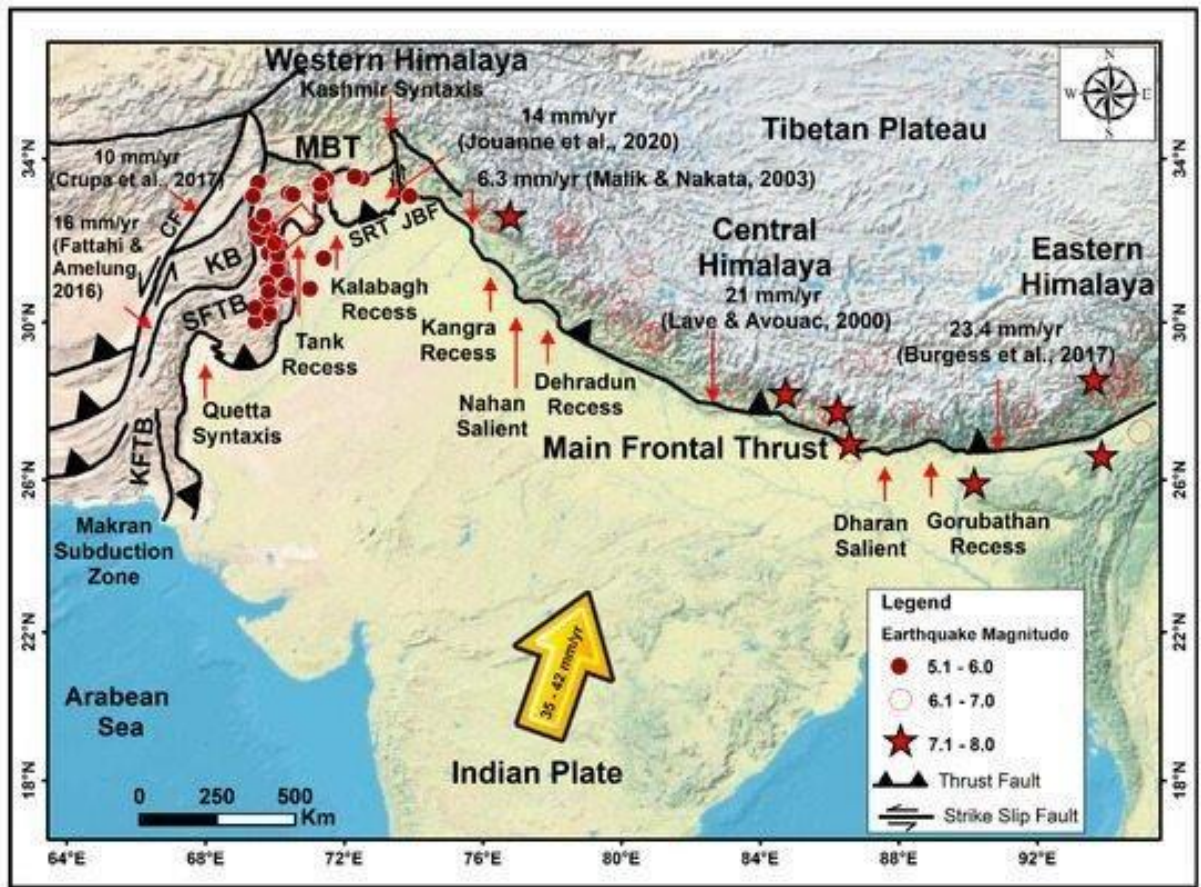 Western Himalaya
Kashmir Syntaxis
N
W
E
S
14 mm/yr
(Jouanne et al., 2020)
Tibetan Plateau
MBT
10 mm/yr
(Crupa et al., 2017)
6.3 mm/yr (Malik & Nakata, 2003)
16 mm/yr
(Fattahi &
Amelung
2016)
CF
KB
SFTB
KFTB
SRT
JBF
Central
Himalaya
21 mm/yr
(Lave & Avouac, 2000)
Eastern
Himalaya
23.4 mm/yr
(Burgess et al., 2017)
Kalabagh
Recess
Tank
Recess
Quetta
Syntaxis
Kangra
Recess
Nahan
Salient
Dehradun
Recess
Main Frontal Thrust
Dharan
Salient
Gorubathan
Recess
Makran
Subduction
Zone
Arabean
Sea
35 - 42 mm/yr
Indian Plate
Legend
Earthquake Magnitude
5.1 - 6.0
6.1 - 7.0
7.1 - 8.0
Thrust Fault
Strike Slip Fault
0 250 500
Km
34°N
30°N
26°N
22°N
18°N
34°N
30°N
26°N
22°N
18°N
64°E 68°E 72°E 76°E 80°E 84°E 88°E 92°E